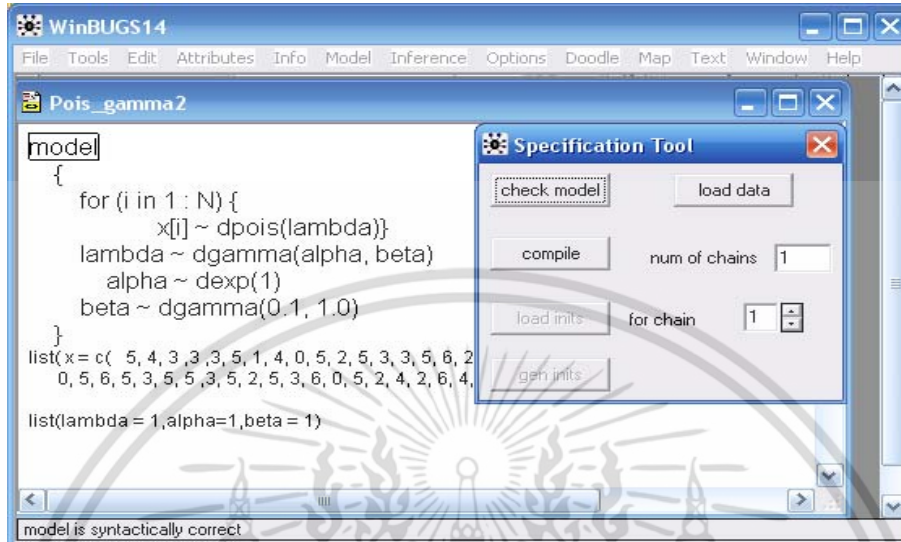 WinBUGS14
File Tools Edit Attributes Info Model Inference Options Doodle Map Text Window Help
Pois_gamma2
model
{
for (i in 1 : N) {
x[i] ~ dpois(lambda)}
lambda ~ dgamma(alpha, beta)
alpha ~ dexp(1)
beta ~ dgamma(0.1, 1.0)
}
list( x = c( 5, 4, 3 ,3 ,3, 5, 1, 4, 0, 5, 2, 5, 3, 3, 5, 6, 2
0, 5, 6, 5, 3, 5, 5 ,3, 5, 2, 5, 3, 6, 0, 5, 2, 4, 2, 6, 4,
list(lambda = 1,alpha=1,beta = 1)
Specification Tool
check model load data
compile num of chains 1
load inits for chain 1
gen inits
model is syntactically correct